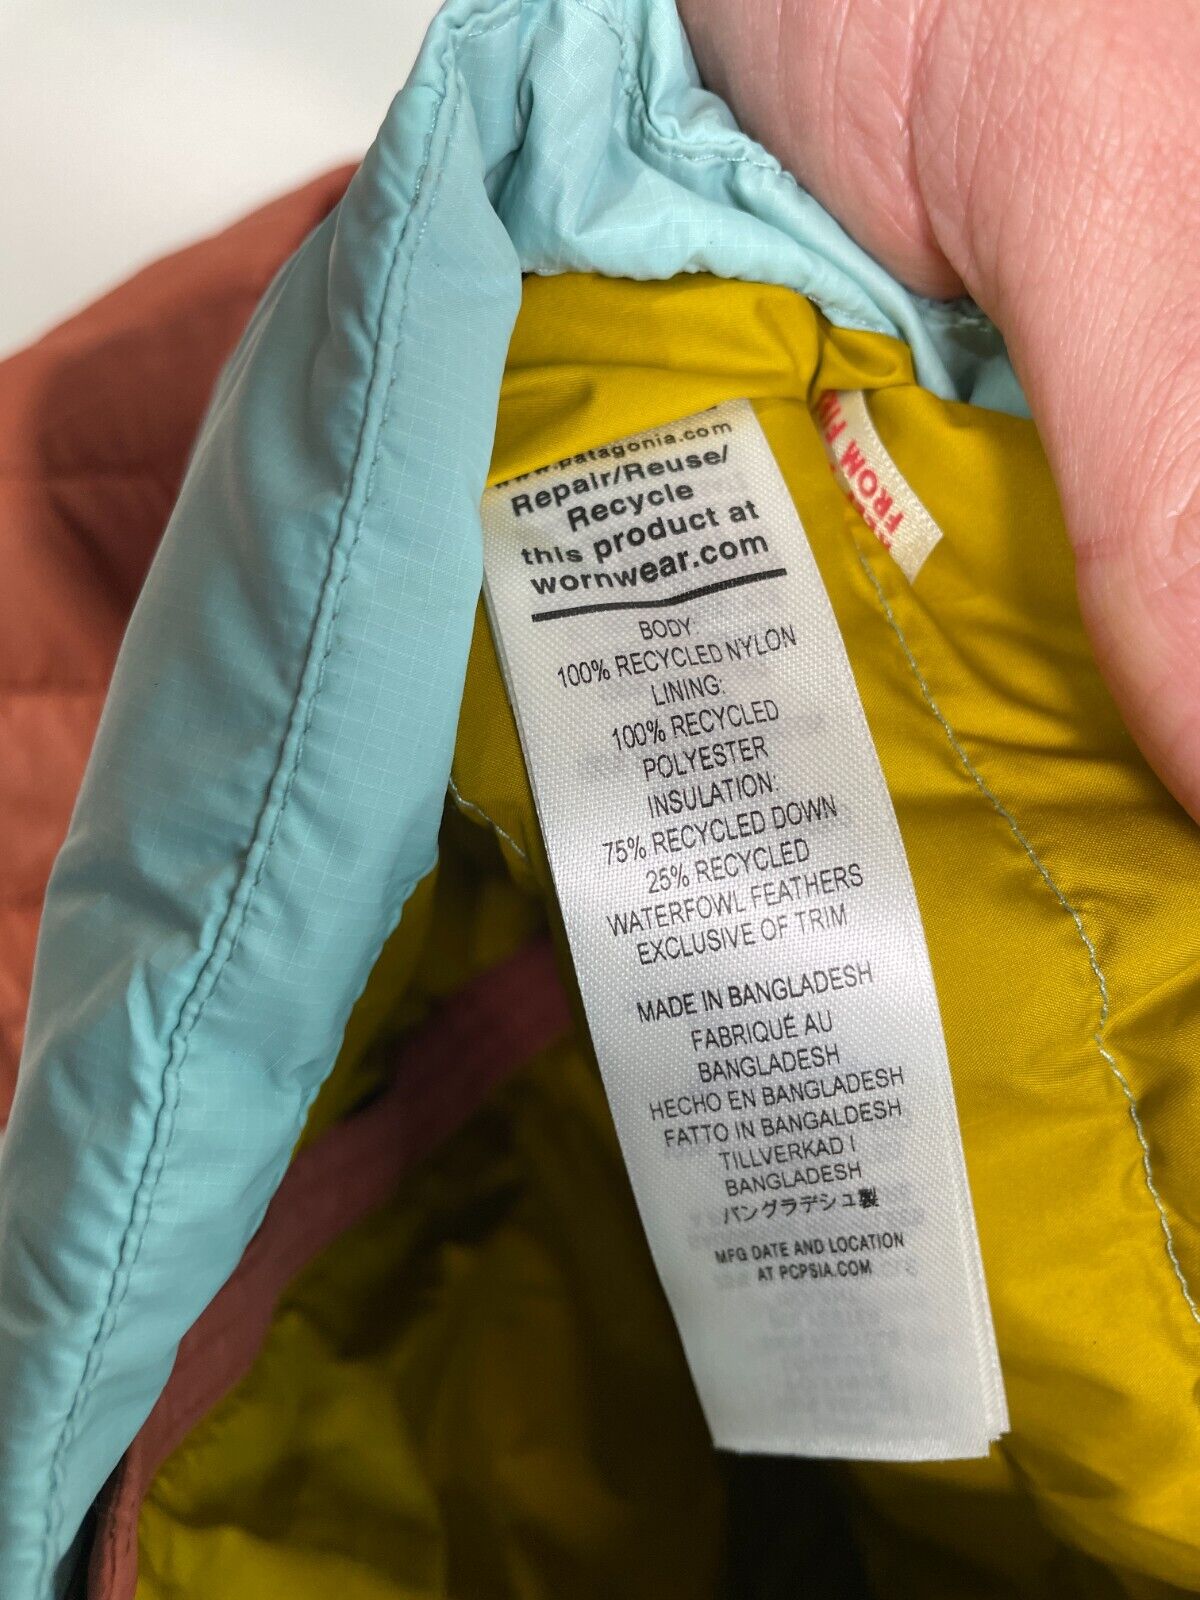 www.patagonia.com
Repair/Reuse/
Recycle
this product at
wornwear.com
BODY:
100% RECYCLED NYLON
LINING:
100% RECYCLED
POLYESTER
INSULATION:
75% RECYCLED DOWN
25% RECYCLED
WATERFOWL FEATHERS
EXCLUSIVE OF TRIM
MADE IN BANGLADESH
FABRIQUÉ AU
BANGLADESH
HECHO EN BANGLADESH
FATTO IN BANGALDESH
TILLVERKAD I
BANGLADESH
バングラデシュ製
MFG DATE AND LOCATION
AT PCPSIA.COM
FROM